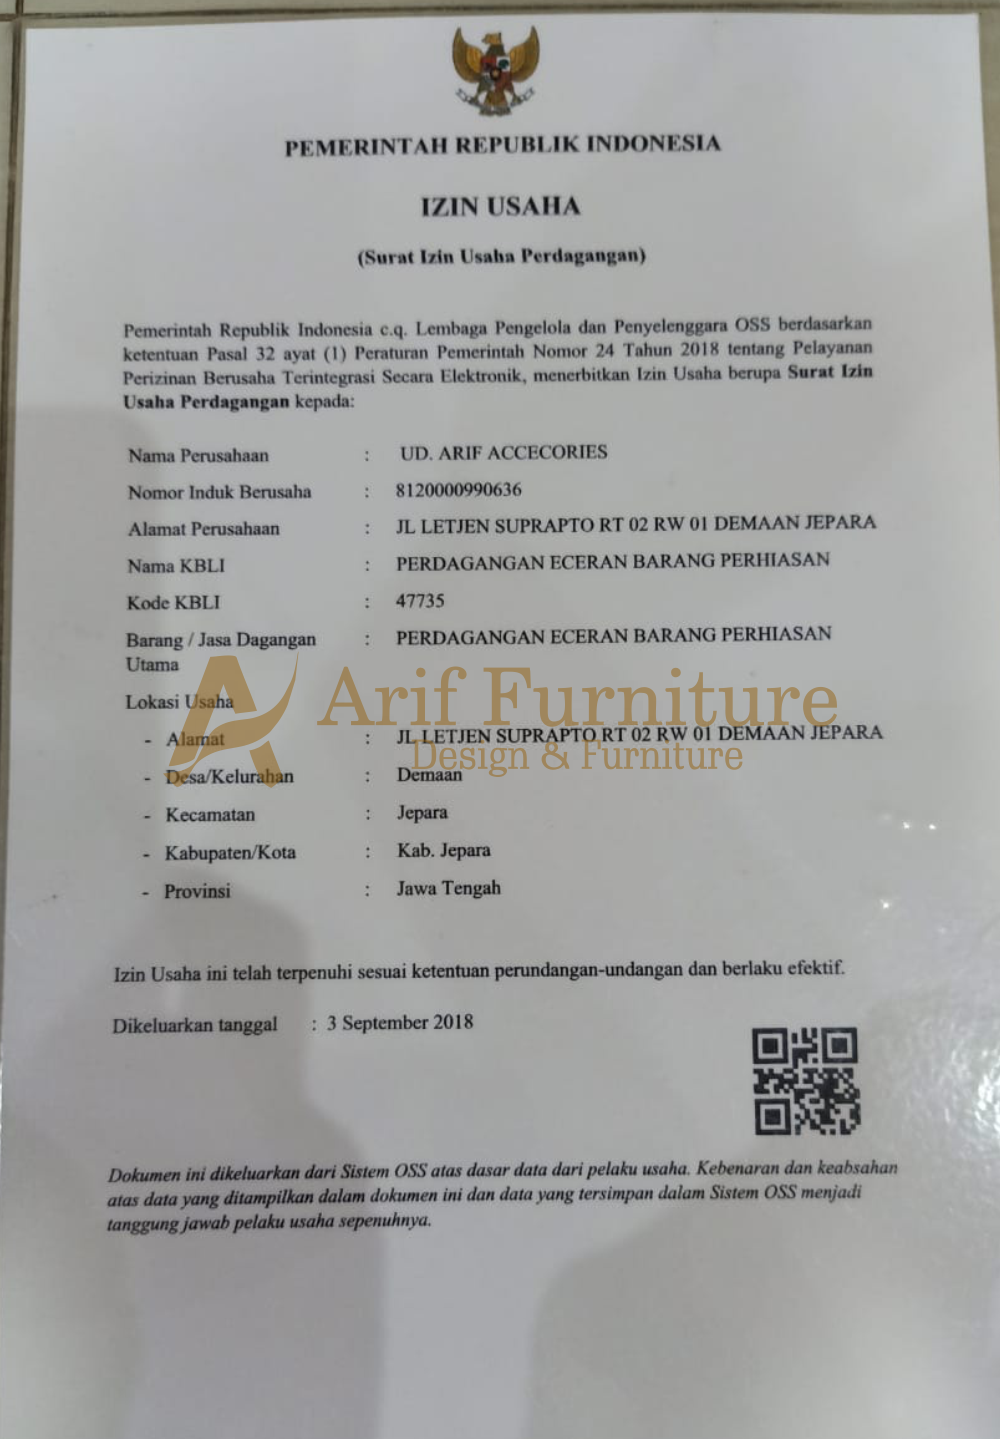 PEMERINTAH REPUBLIK INDONESIA
IZIN USAHA
(Surat Izin Usaha Perdagangan)
Pemerintah Republik Indonesia c.q. Lembaga Pengelola dan Penyelenggara OSS berdasarkan
ketentuan Pasal 32 ayat (1) Peraturan Pemerintah Nomor 24 Tahun 2018 tentang Pelayanan
Perizinan Berusaha Terintegrasi Secara Elektronik, menerbitkan Izin Usaha berupa Surat Izin
Usaha Perdagangan kepada:
Nama Perusahaan : UD. ARIF ACCECORIES
Nomor Induk Berusaha : 8120000990636
Alamat Perusahaan : JL LETJEN SUPRAPTO RT 02 RW 01 DEMAAN JEPARA
Nama KBLI : PERDAGANGAN ECERAN BARANG PERHIASAN
Kode KBLI : 47735
Barang / Jasa Dagangan : PERDAGANGAN ECERAN BARANG PERHIASAN
Utama
Arif Furniture
Lokasi Usaha
- Alamat : JL LETJEN SUPRAPTO RT 02 RW 01 DEMAAN JEPARA
Design & Furniture
- Desa/Kelurahan : Demaan
- Kecamatan : Jepara
- Kabupaten/Kota : Kab. Jepara
- Provinsi : Jawa Tengah
Izin Usaha ini telah terpenuhi sesuai ketentuan perundangan-undangan dan berlaku efektif.
Dikeluarkan tanggal : 3 September 2018
Dokumen ini dikeluarkan dari Sistem OSS atas dasar data dari pelaku usaha. Kebenaran dan keabsahan
atas data yang ditampilkan dalam dokumen ini dan data yang tersimpan dalam Sistem OSS menjadi
tanggung jawab pelaku usaha sepenuhnya.